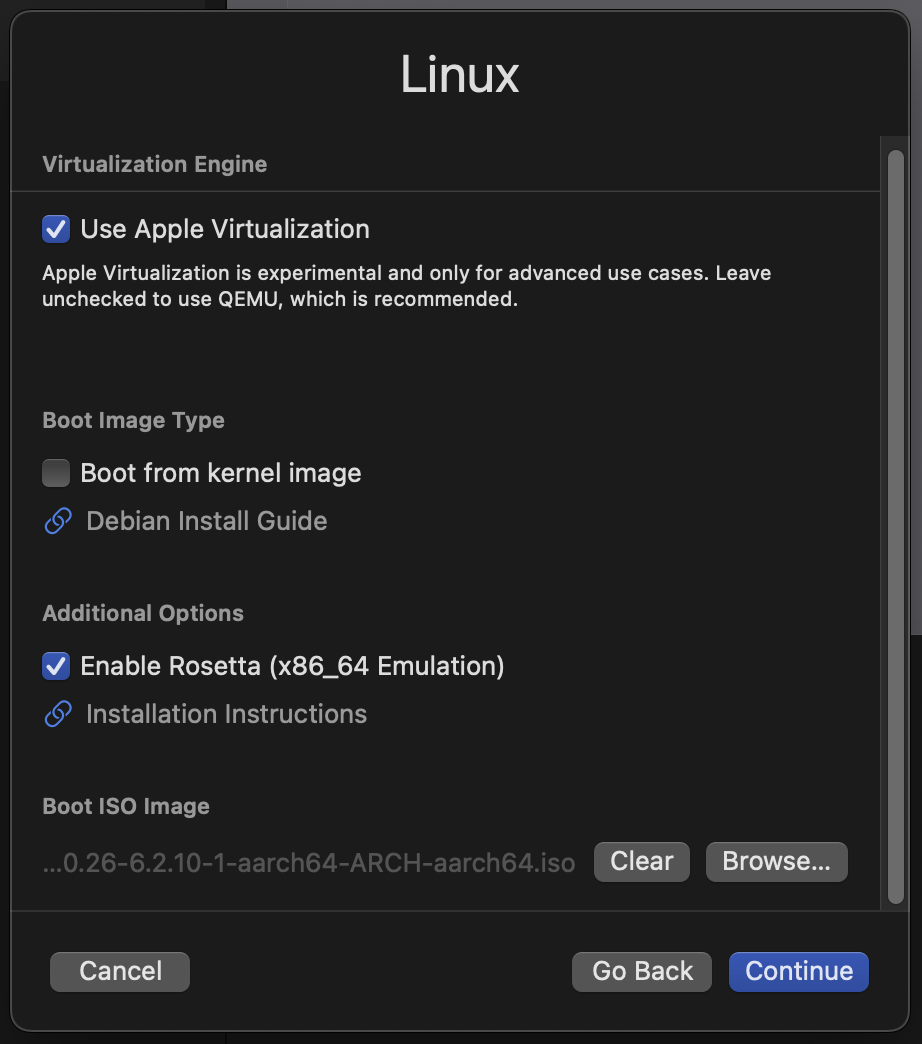 Linux
Virtualization Engine
Use Apple Virtualization
Apple Virtualization is experimental and only for advanced use cases. Leave
unchecked to use QEMU, which is recommended.
Boot Image Type
Boot from kernel image
Debian Install Guide
Additional Options
Enable Rosetta (x86_64 Emulation)
Installation Instructions
Boot ISO Image
...0.26-6.2.10-1-aarch64-ARCH-aarch64.iso Clear Browse...
Cancel Go Back Continue